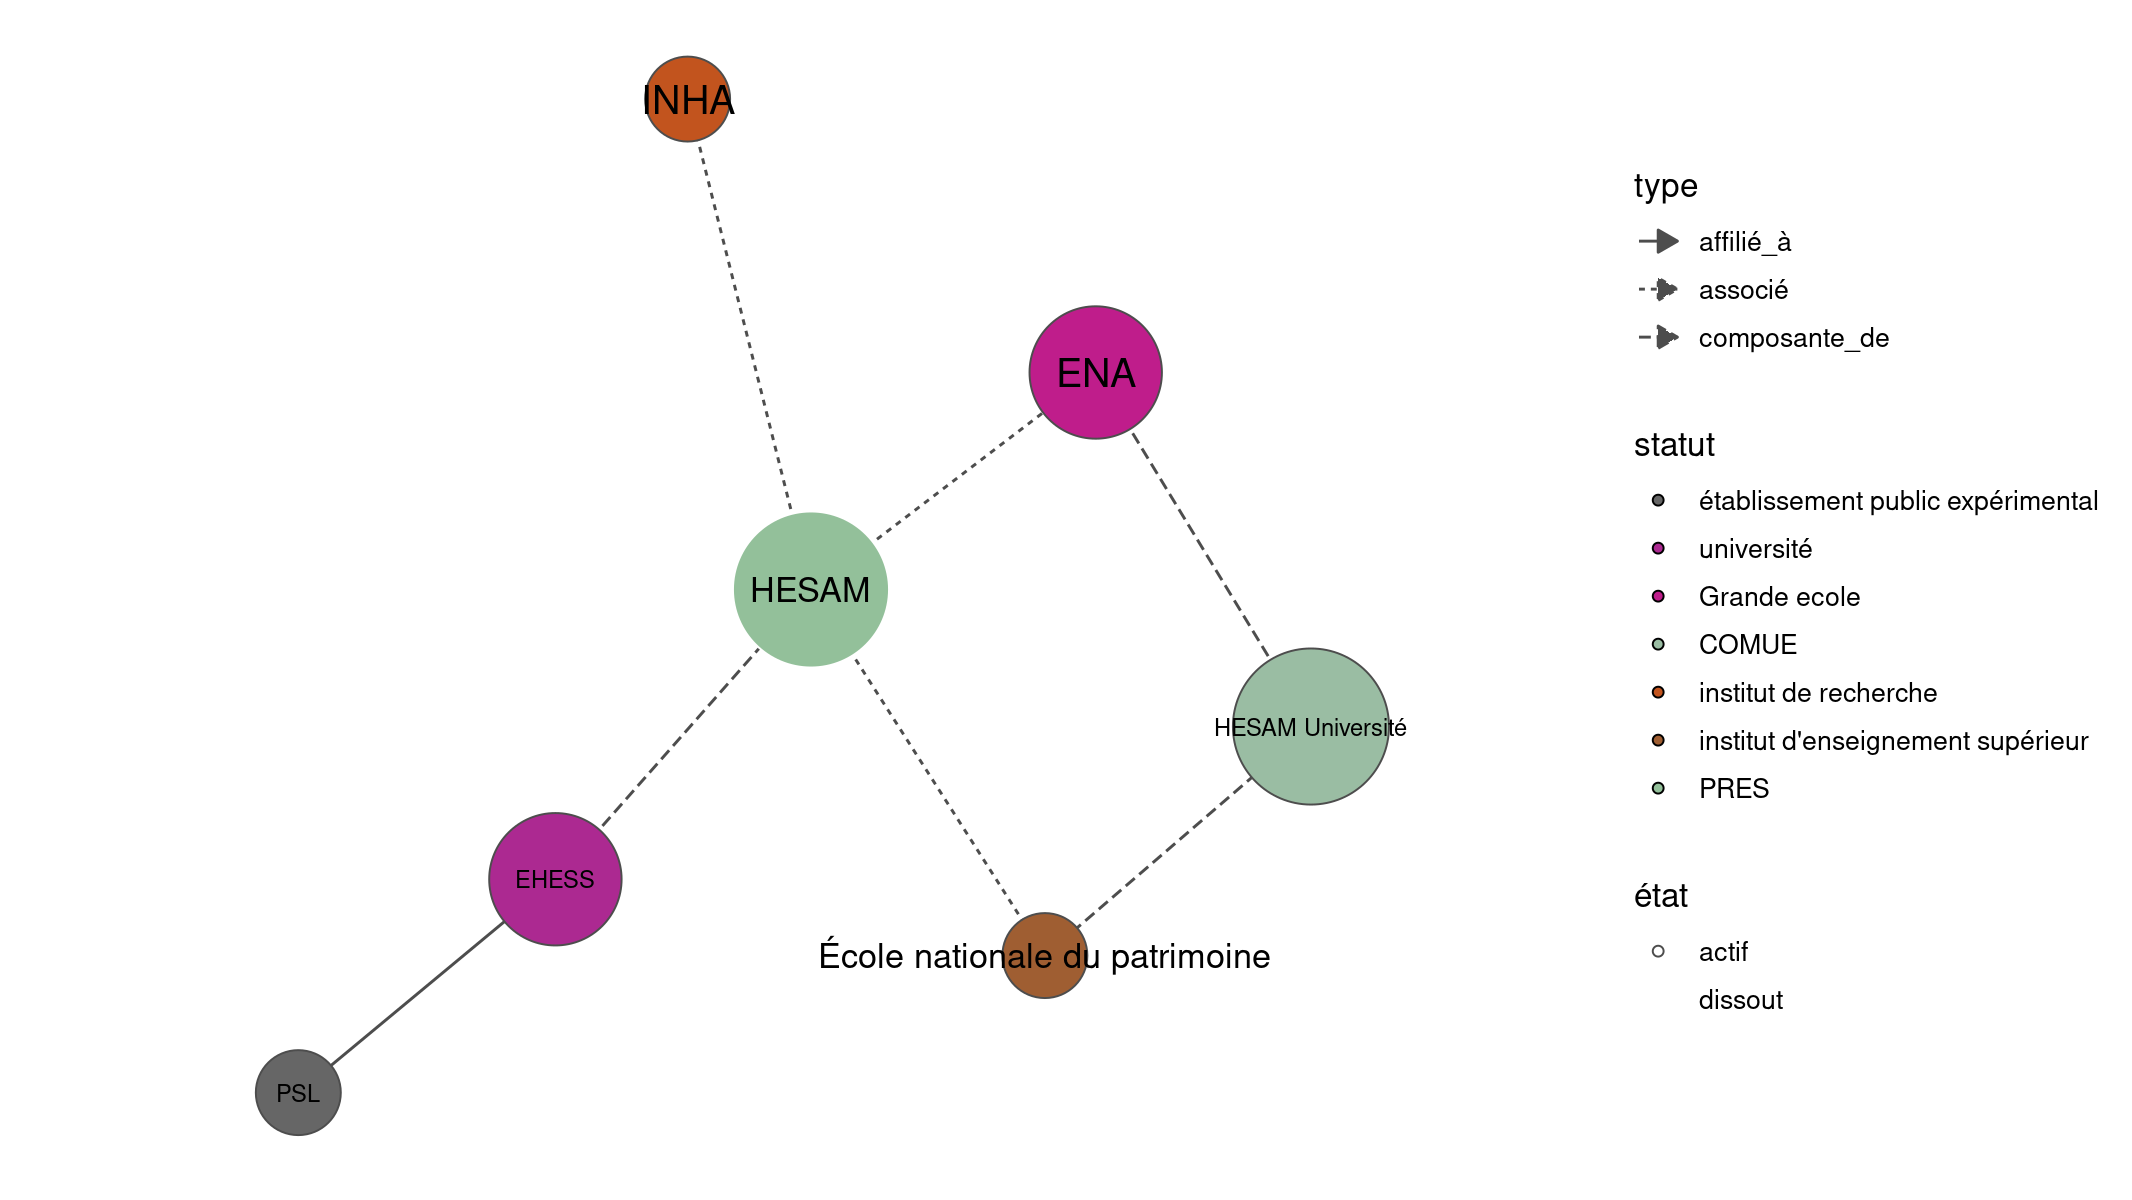 INHA
ENA
HESAM
HESAM Université
EHESS
École nationale du patrimoine
PSL
type
affilié_à
associé
composante_de
statut
établissement public expérimental
université
Grande ecole
COMUE
institut de recherche
institut d'enseignement supérieur
PRES
état
actif
dissout